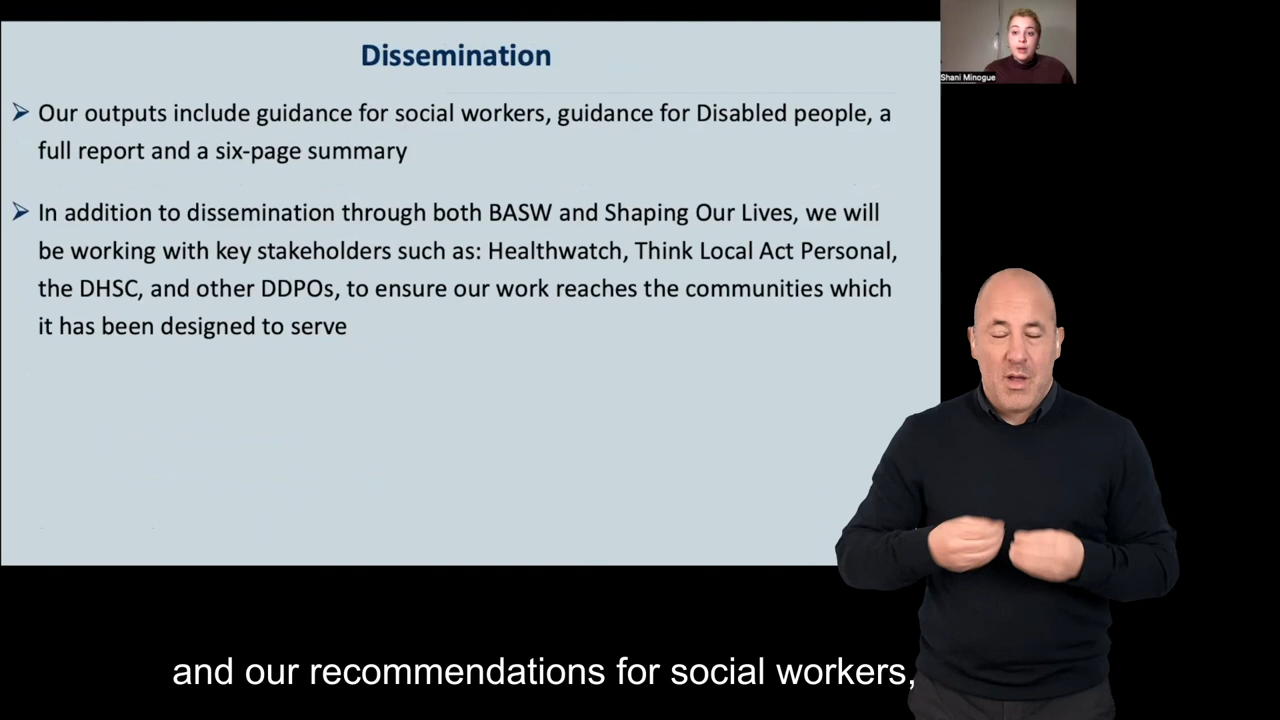 Dissemination
Shani Minogue
➢ Our outputs include guidance for social workers, guidance for Disabled people, a
full report and a six-page summary
➢ In addition to dissemination through both BASW and Shaping Our Lives, we will
be working with key stakeholders such as: Healthwatch, Think Local Act Personal,
the DHSC, and other DDPOs, to ensure our work reaches the communities which
it has been designed to serve
and our recommendations for social workers,